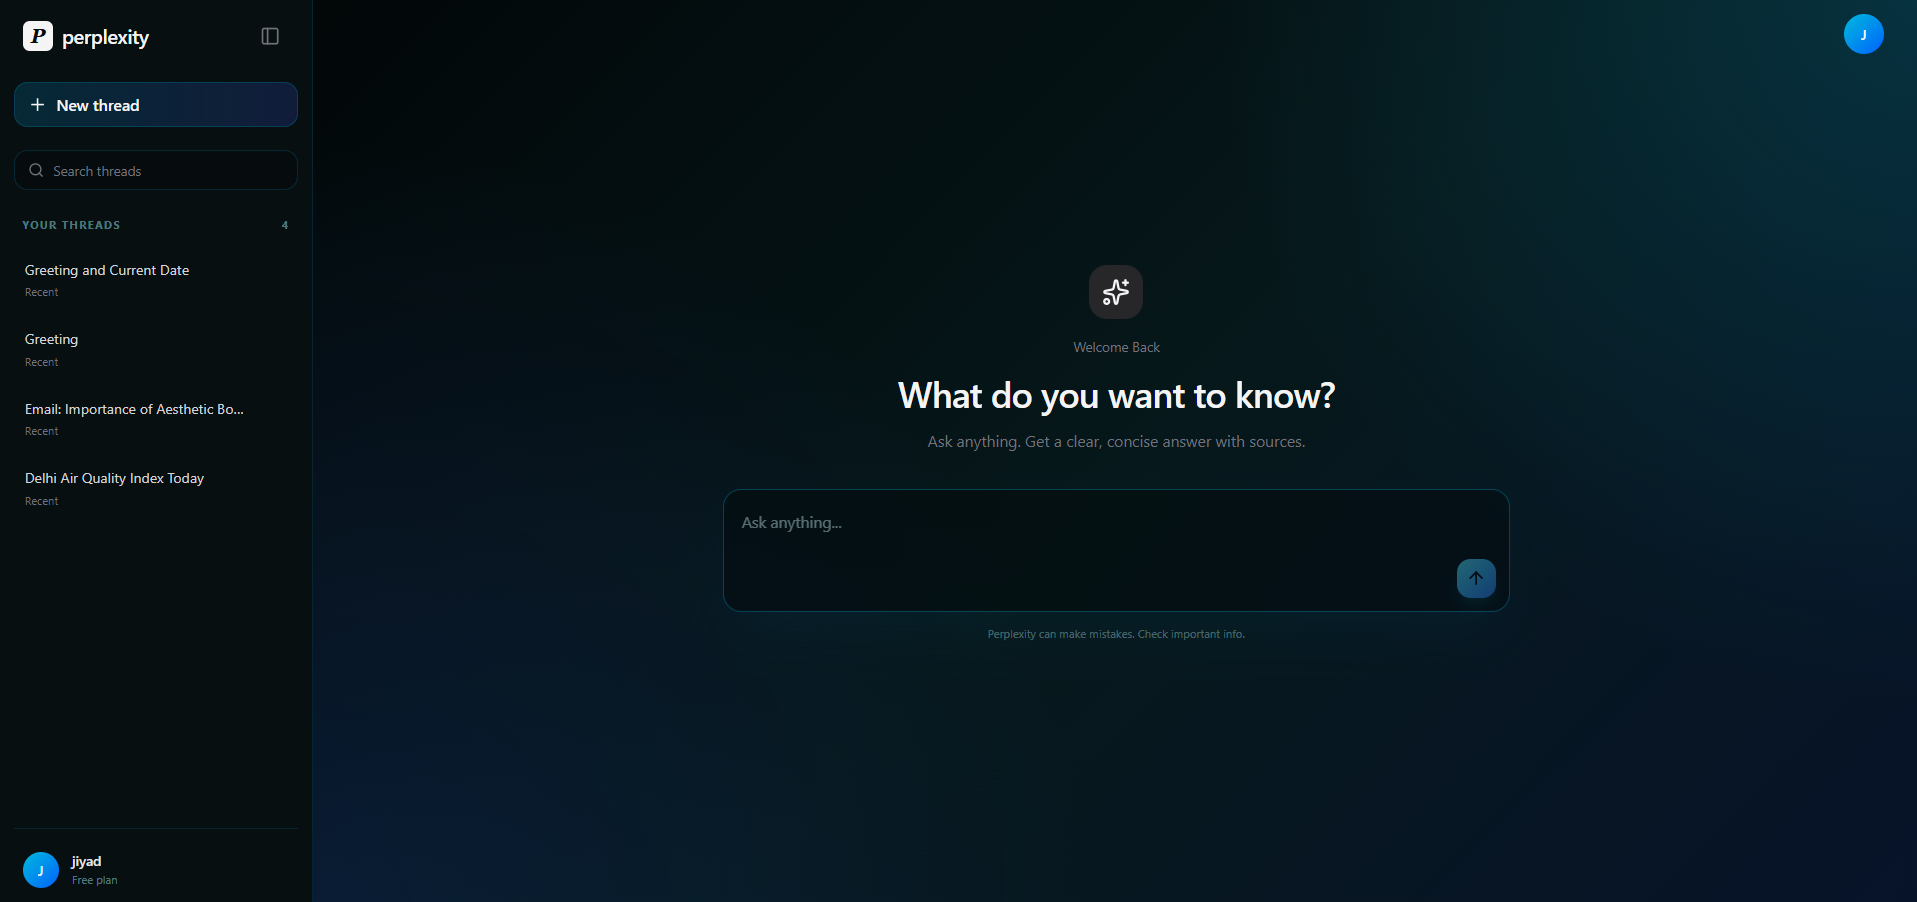 P perplexity
New thread
Search threads
YOUR THREADS 4
Greeting and Current Date
Recent
Greeting
Recent
Email: Importance of Aesthetic Bo...
Recent
Delhi Air Quality Index Today
Recent
J jiyad
Free plan
J
Welcome Back
What do you want to know?
Ask anything. Get a clear, concise answer with sources.
Ask anything...
Perplexity can make mistakes. Check important info.